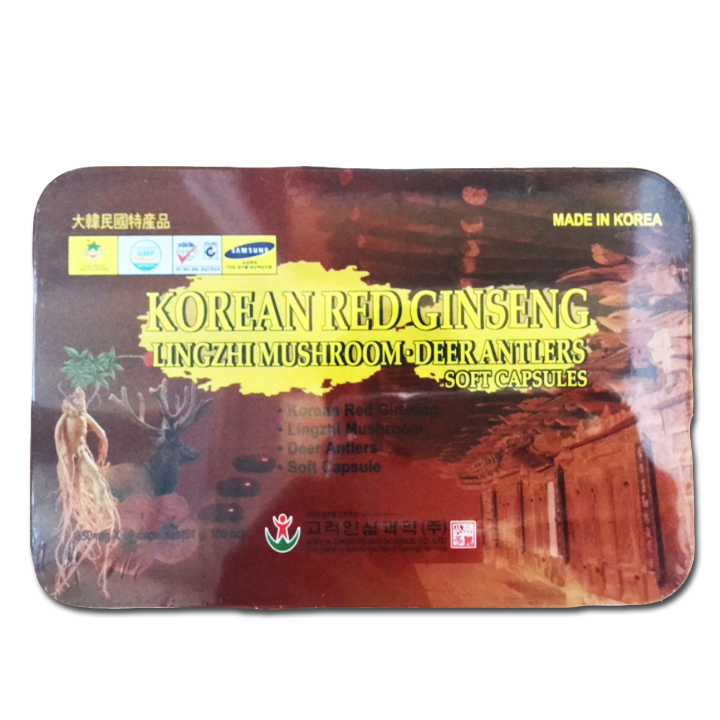 大韓民國特産品
MADE IN KOREA
GMP
SAMSUNG
KOREAN RED GINSENG
LINGZHI MUSHROOM·DEER ANTLERS
SOFT CAPSULES
• Korean Red Ginseng
• Lingzhi Mushroom
• Deer Antlers
• Soft Capsule
고려인삼과학(주)